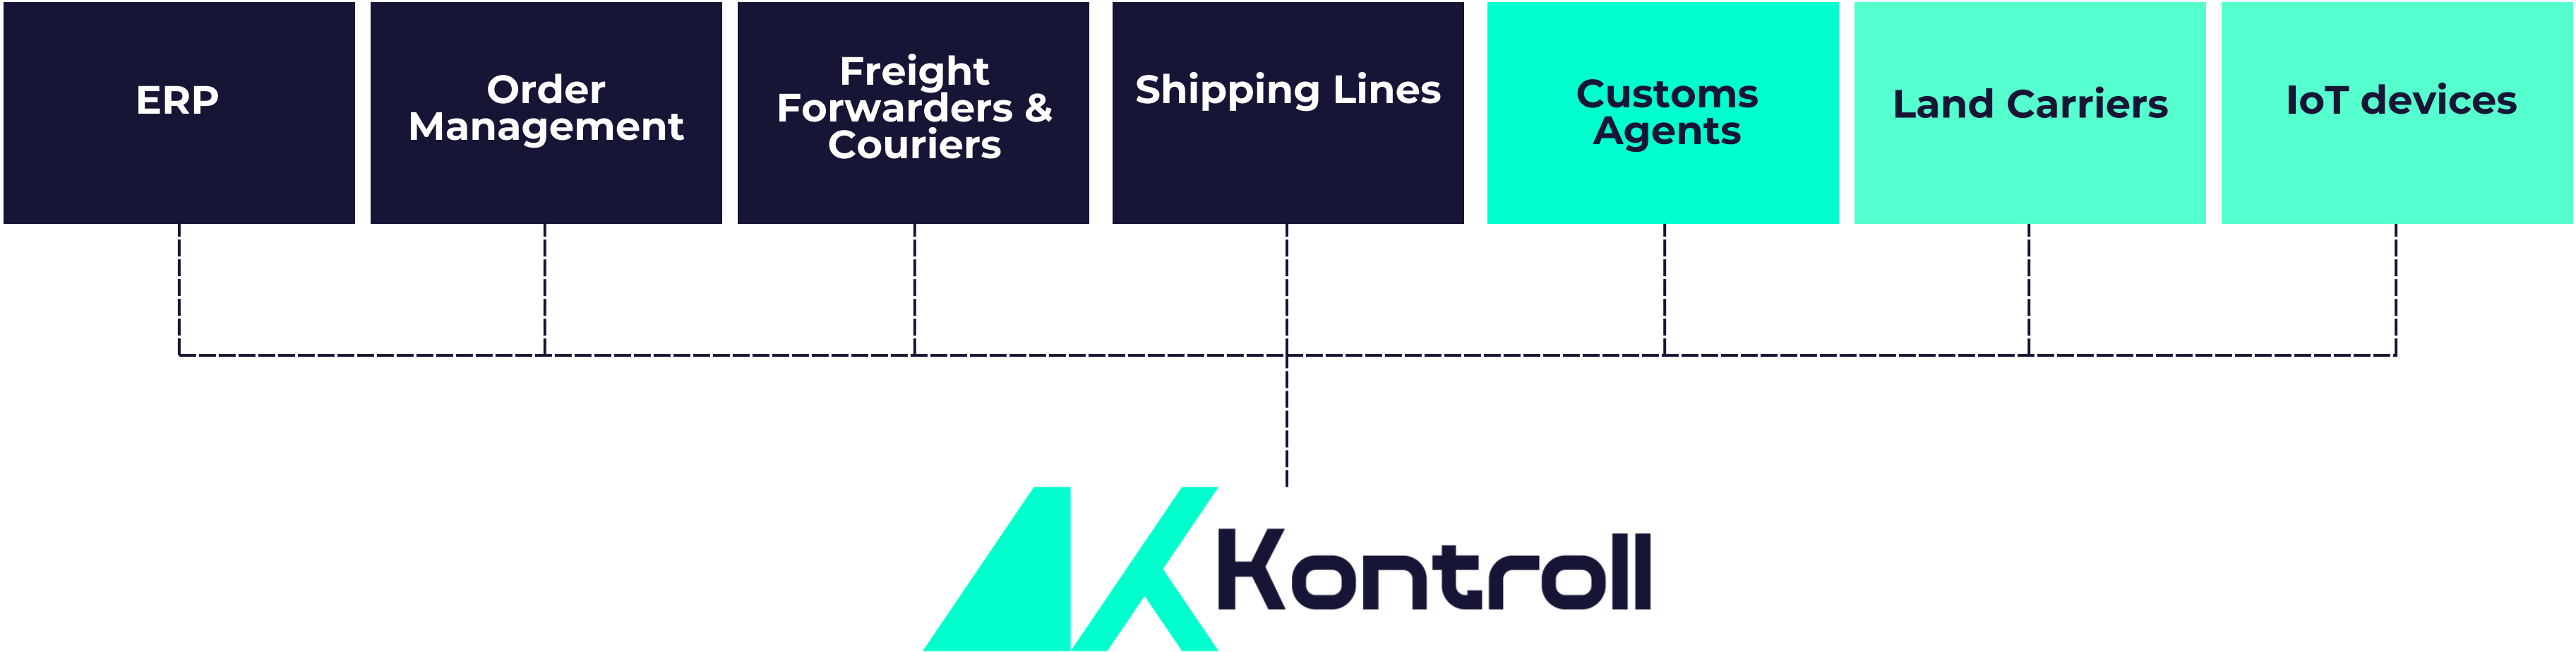 ERP
Order
Management
Freight
Forwarders &
Couriers
Shipping Lines
Customs
Agents
Land Carriers
IoT devices
Kontroll